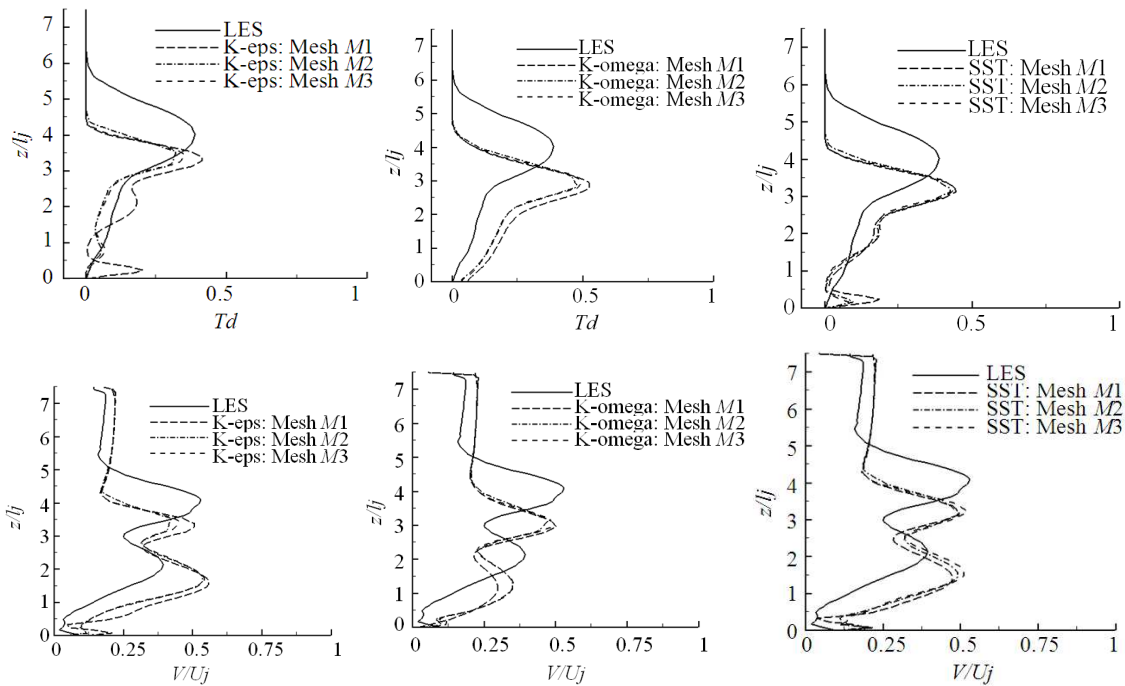 7
6
5
4
3
2
1
0
z/lj
LES
K-eps: Mesh M1
K-eps: Mesh M2
K-eps: Mesh M3
0
0.5
1
Td
7
6
5
4
3
2
1
0
z/lj
LES
K-omega: Mesh M1
K-omega: Mesh M2
K-omega: Mesh M3
0
0.5
1
Td
7
6
5
4
3
2
1
0
z/lj
LES
SST: Mesh M1
SST: Mesh M2
SST: Mesh M3
0
0.5
1
Td
7
6
5
4
3
2
1
0
z/lj
LES
K-eps: Mesh M1
K-eps: Mesh M2
K-eps: Mesh M3
0
0.25
0.5
0.75
1
V/Uj
7
6
5
4
3
2
1
0
z/lj
LES
K-omega: Mesh M1
K-omega: Mesh M2
K-omega: Mesh M3
0
0.25
0.5
0.75
1
V/Uj
7
6
5
4
3
2
1
0
z/lj
LES
SST: Mesh M1
SST: Mesh M2
SST: Mesh M3
0
0.25
0.5
0.75
1
V/Uj